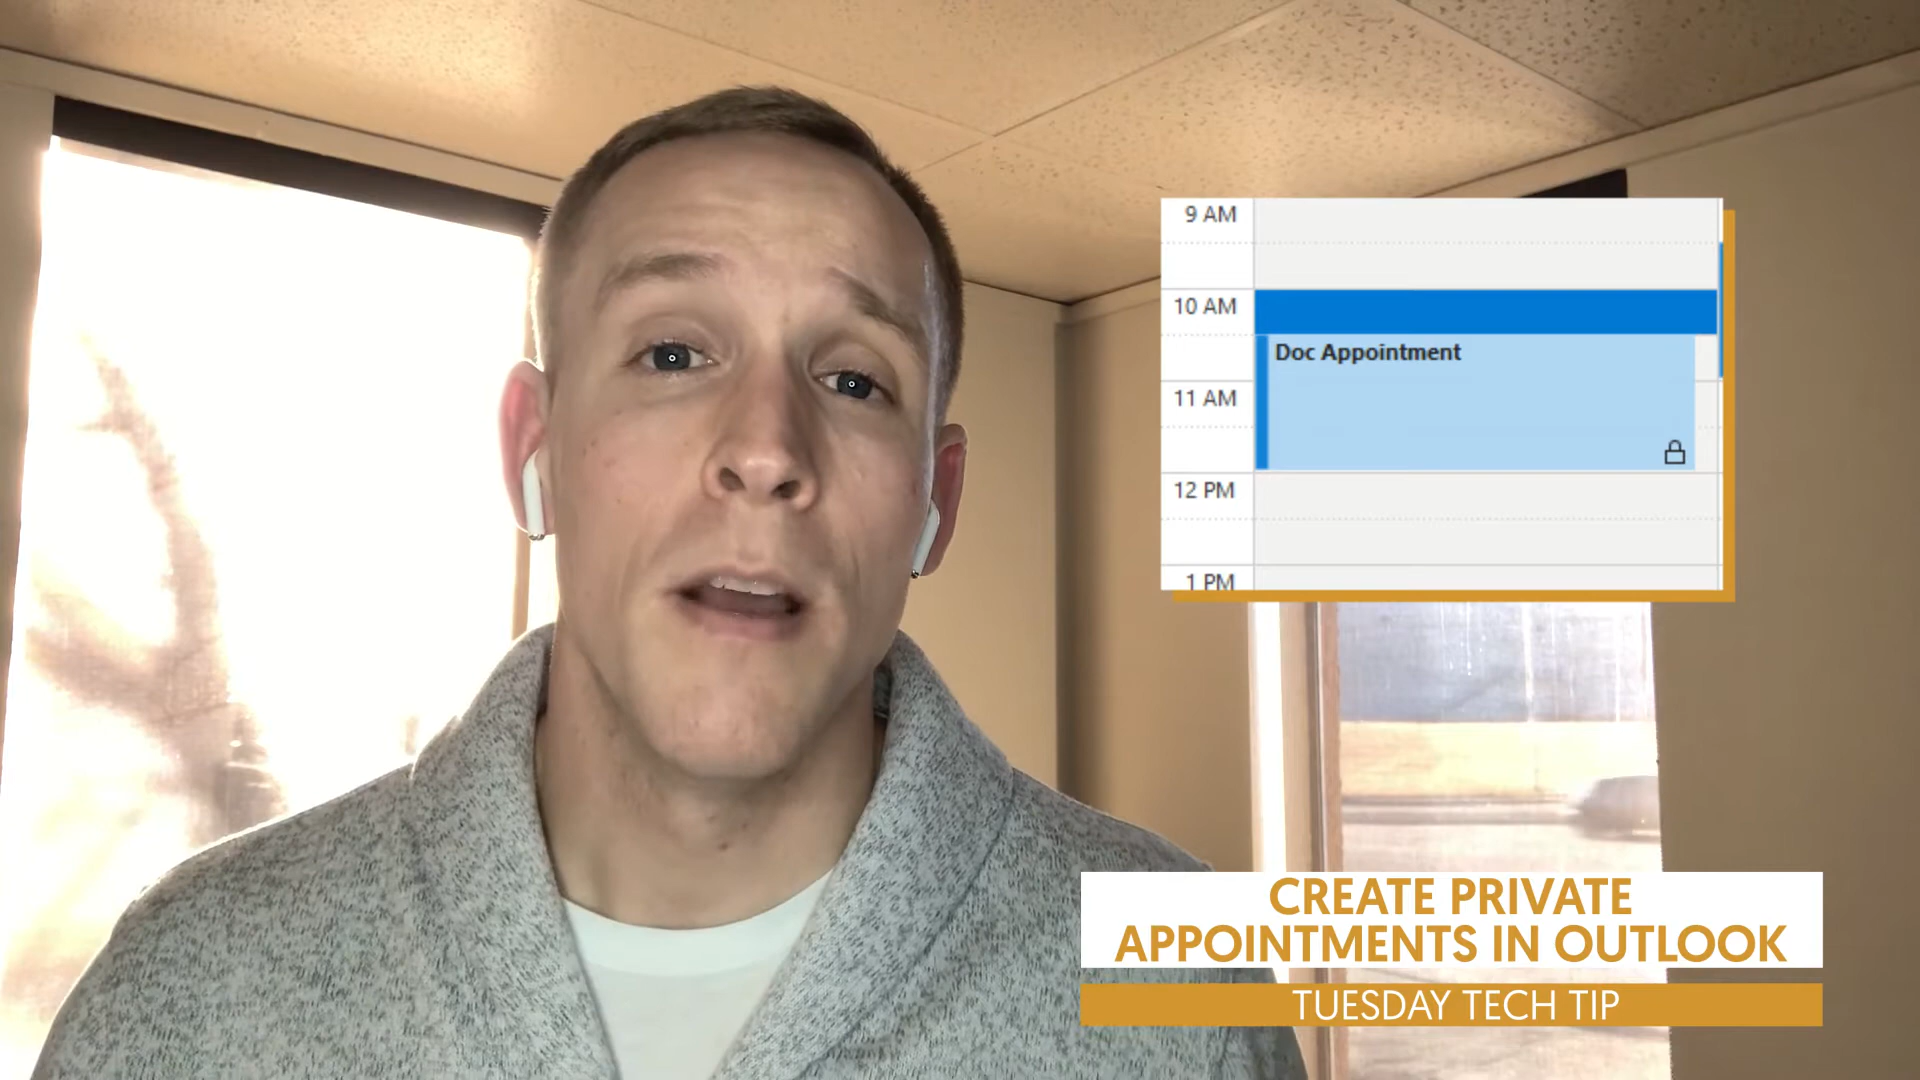 9 AM
10 AM
Doc Appointment
11 AM
12 PM
1 PM
CREATE PRIVATE
APPOINTMENTS IN OUTLOOK
TUESDAY TECH TIP